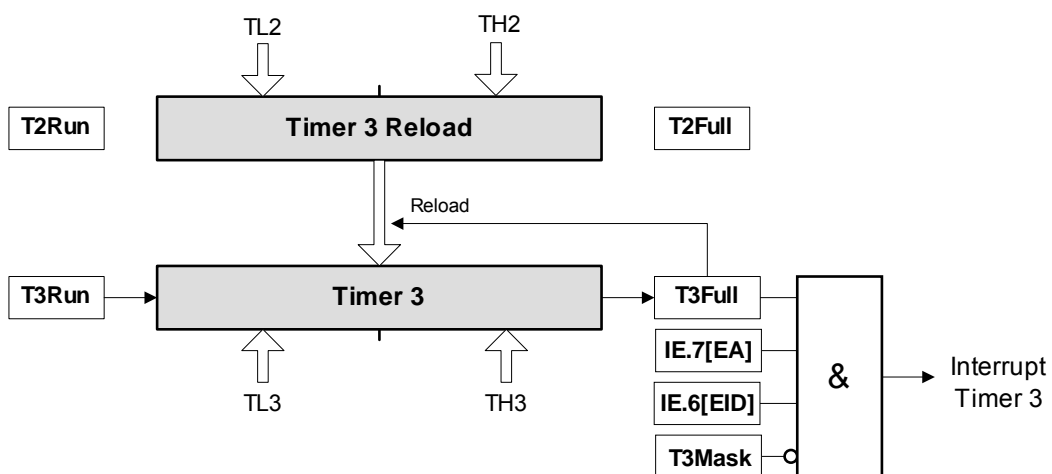 TL2
TH2
T2Run
Timer 3 Reload
T2Full
Reload
T3Run
Timer 3
T3Full
IE.7[EA]
&
Interrupt
Timer 3
IE.6[EID]
TL3
TH3
T3Mask